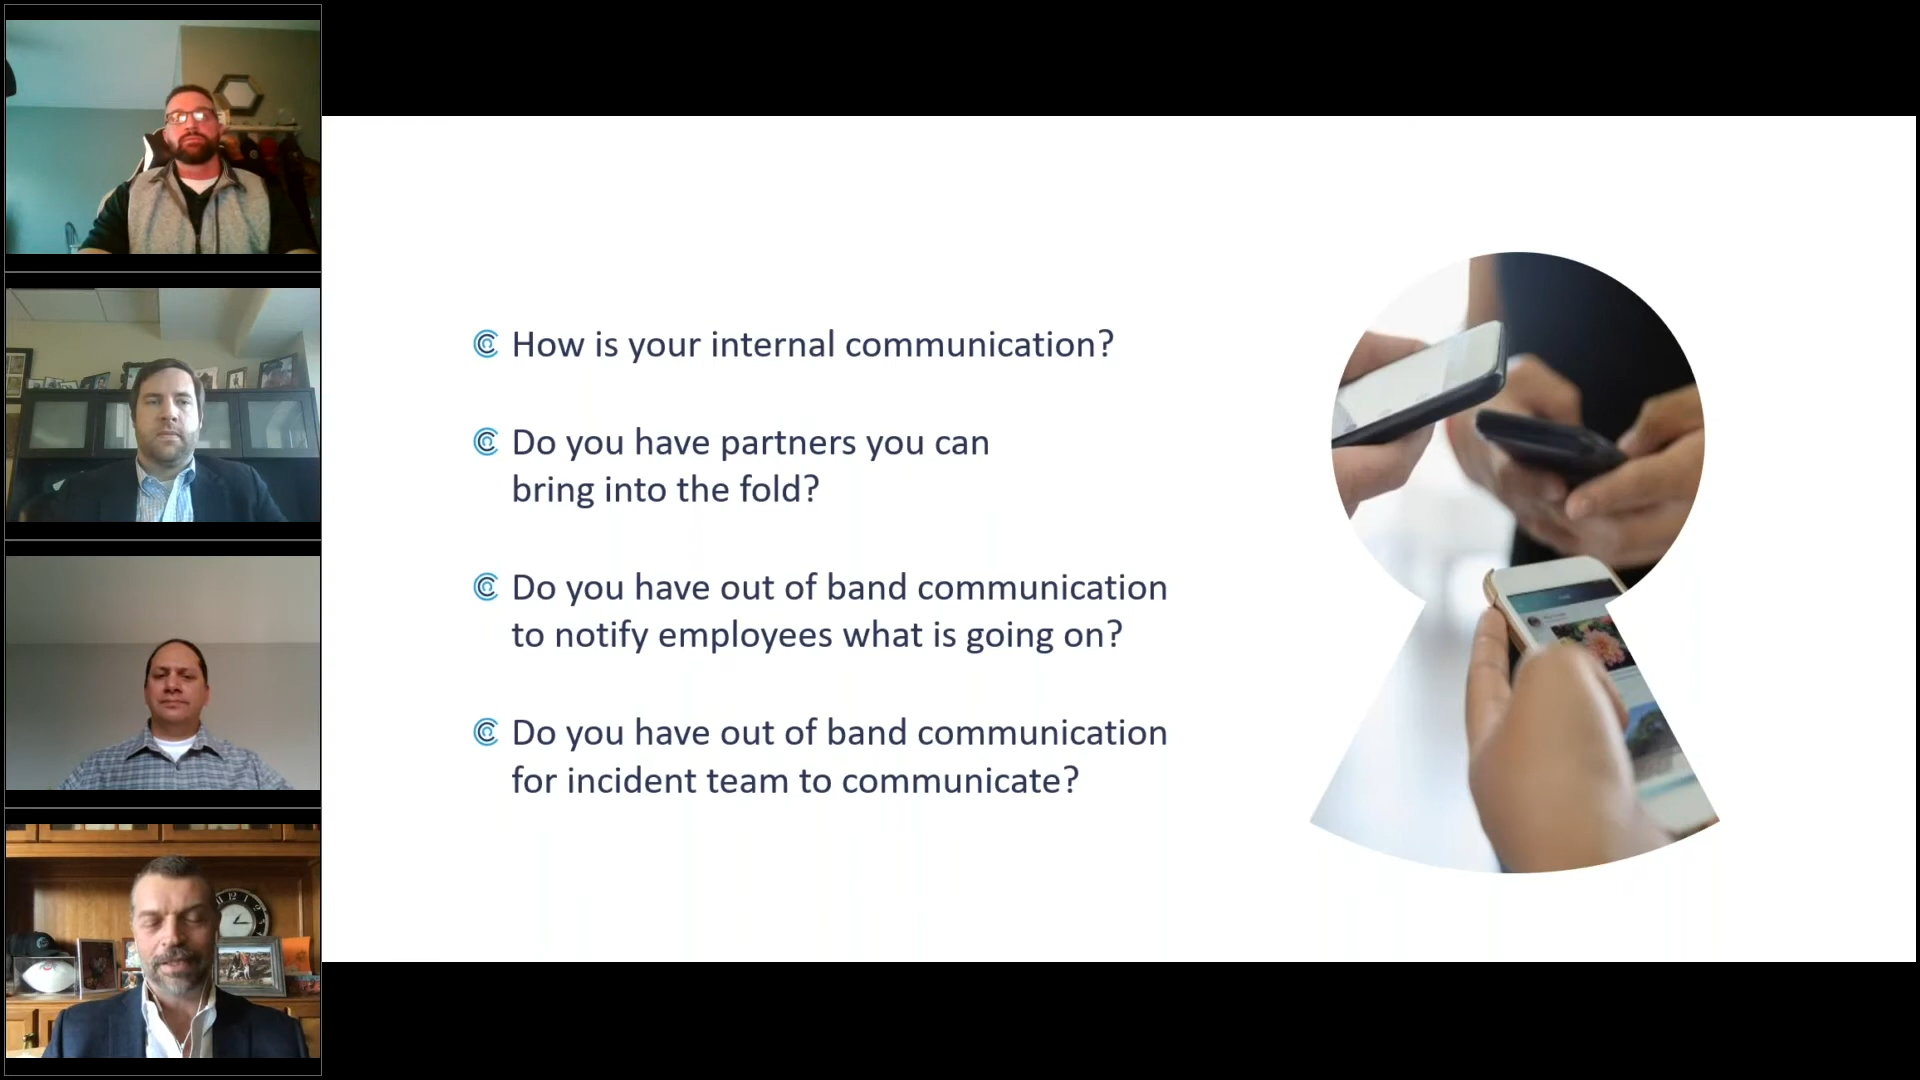 How is your internal communication?
Do you have partners you can
bring into the fold?
Do you have out of band communication
to notify employees what is going on?
Do you have out of band communication
for incident team to communicate?